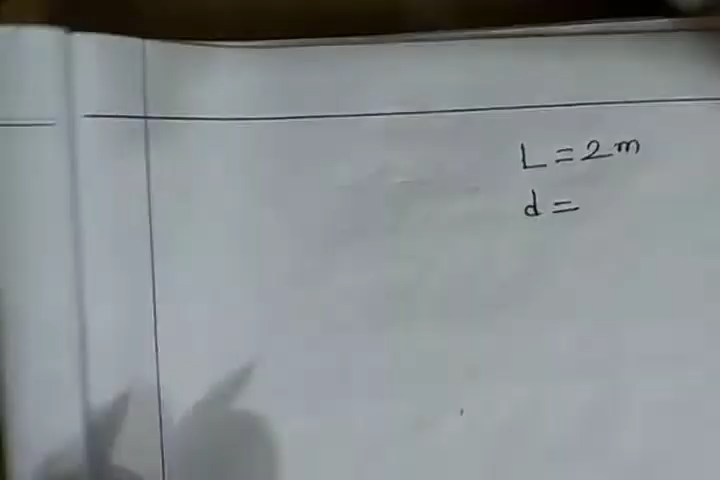 L = 2 m
d =